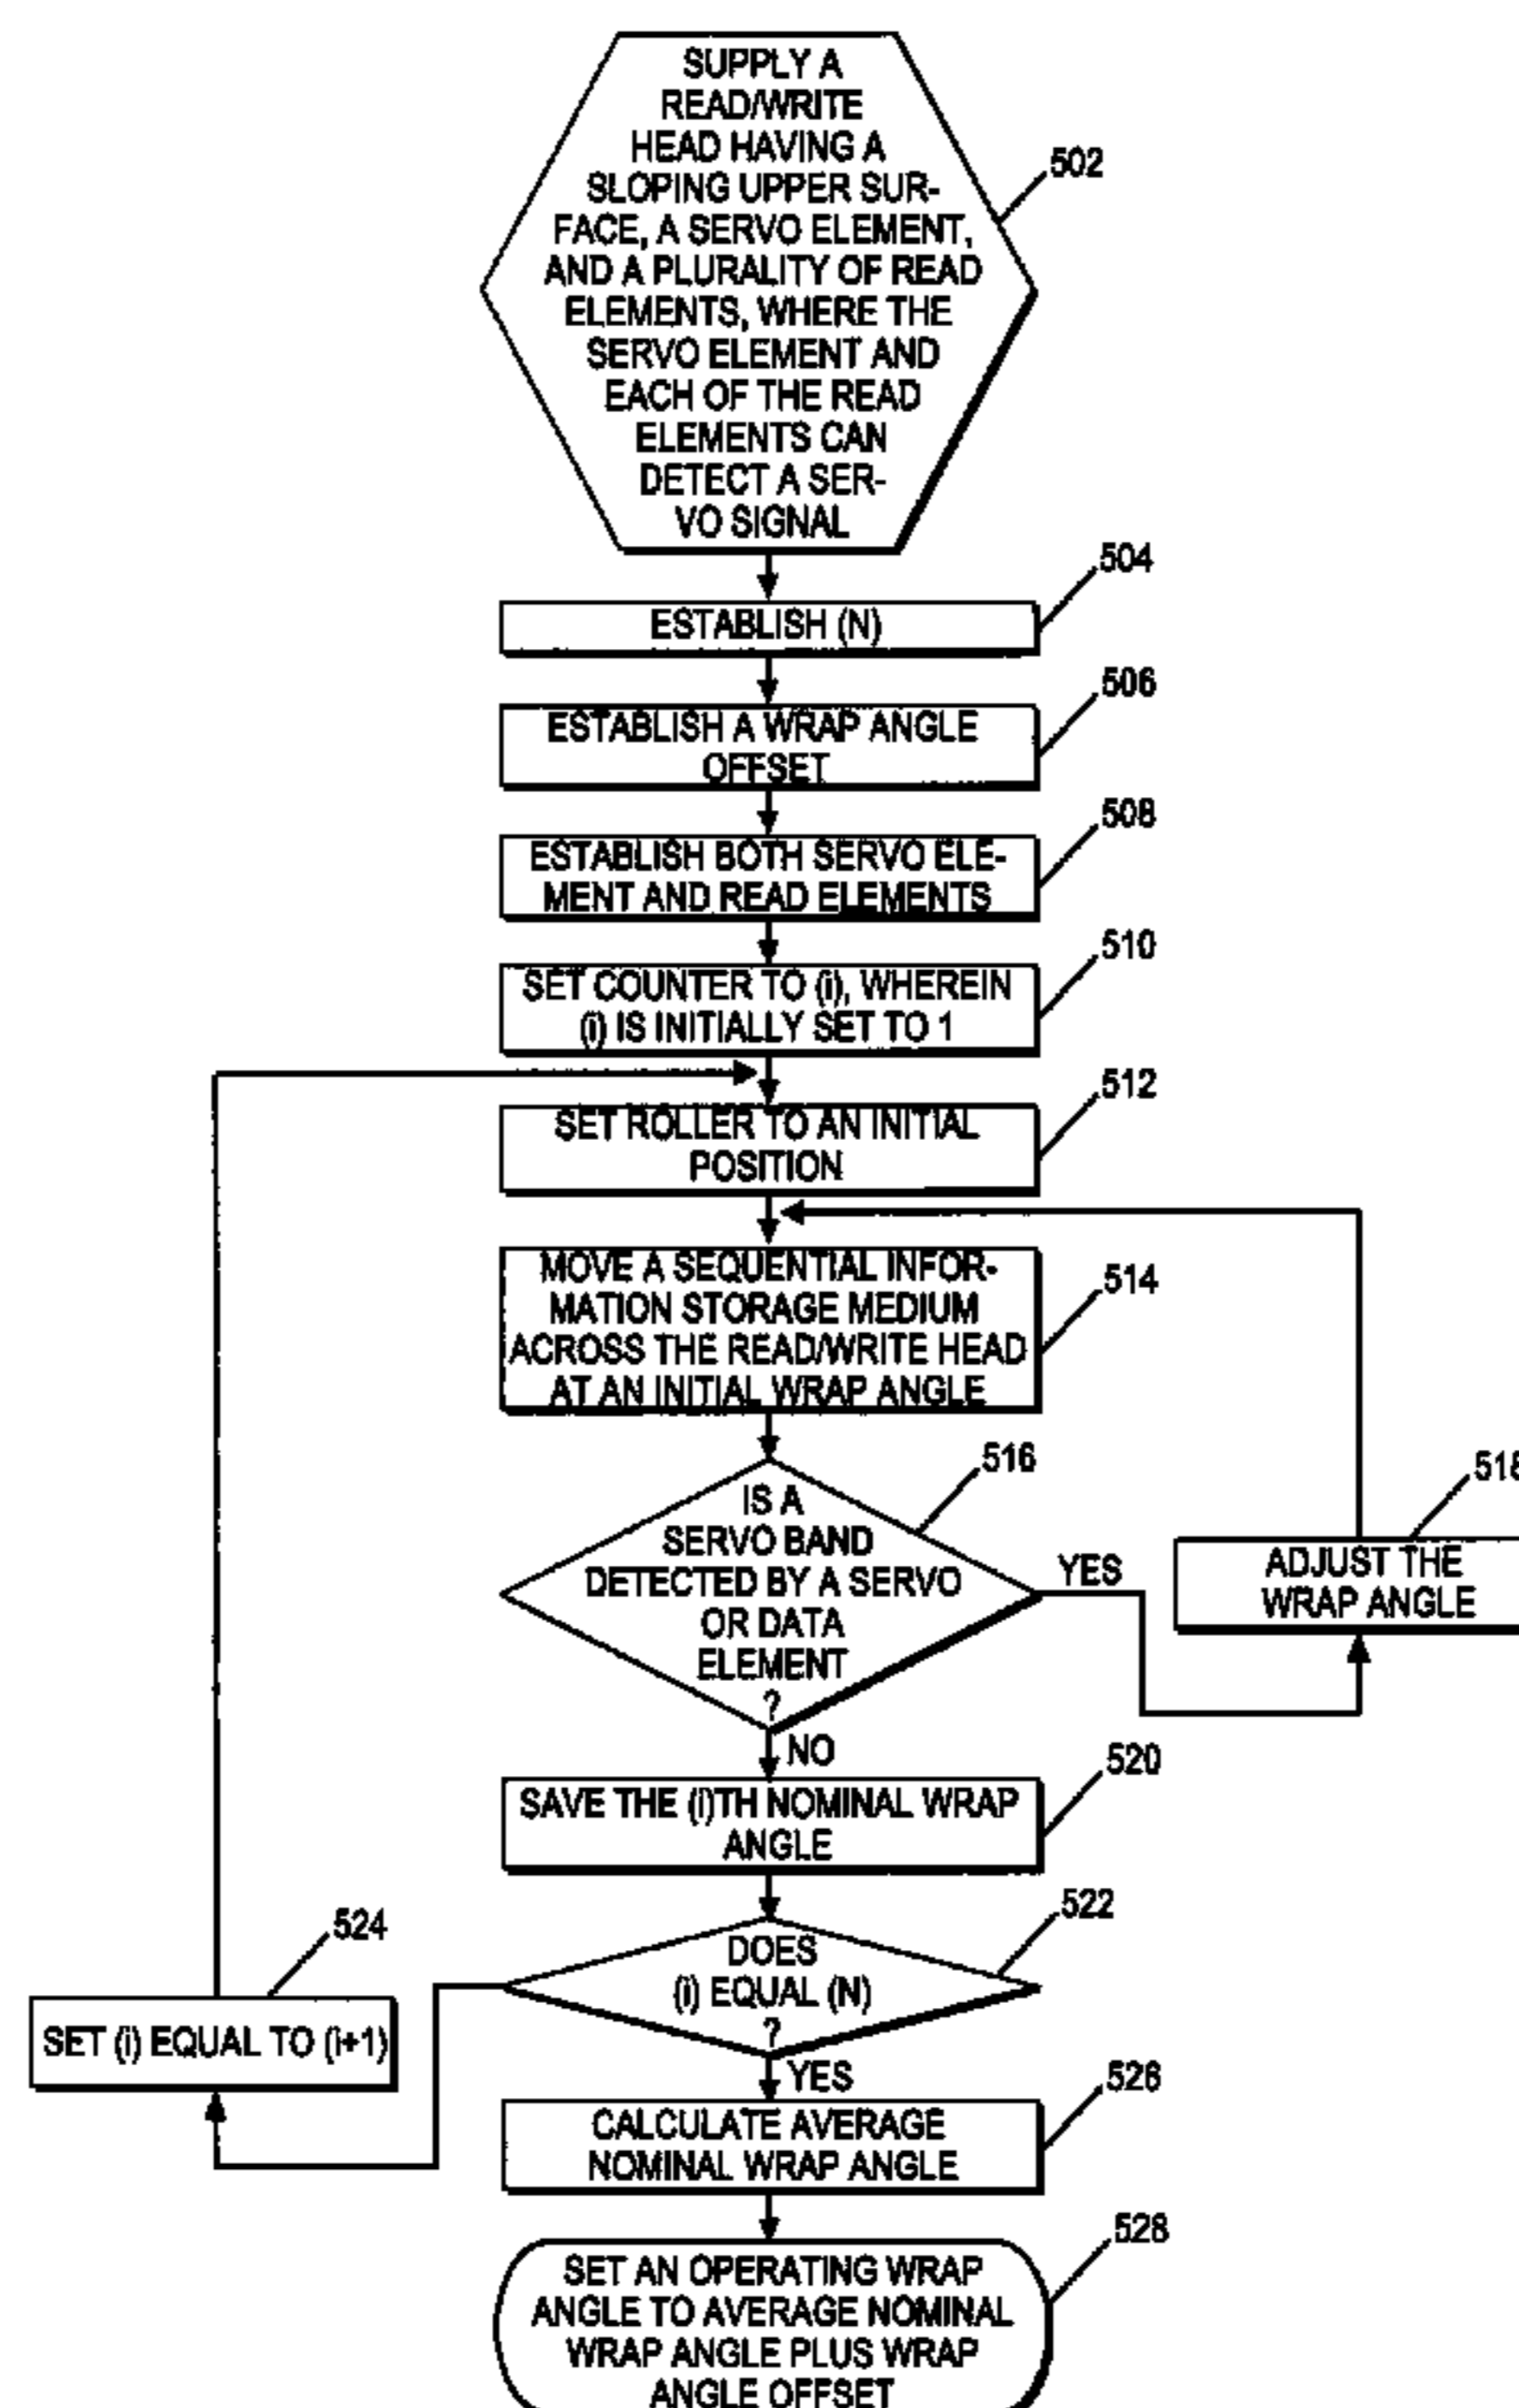 SUPPLY A
READ/WRITE
HEAD HAVING A
SLOPING UPPER SUR-
FACE, A SERVO ELEMENT,
AND A PLURALITY OF READ
ELEMENTS, WHERE THE
SERVO ELEMENT AND
EACH OF THE READ
ELEMENTS CAN
DETECT A SER-
VO SIGNAL
502
ESTABLISH (N)
504
ESTABLISH A WRAP ANGLE
OFFSET
506
ESTABLISH BOTH SERVO ELE-
MENT AND READ ELEMENTS
508
SET COUNTER TO (i), WHEREIN
(i) IS INITIALLY SET TO 1
510
SET ROLLER TO AN INITIAL
POSITION
512
MOVE A SEQUENTIAL INFOR-
MATION STORAGE MEDIUM
ACROSS THE READ/WRITE HEAD
AT AN INITIAL WRAP ANGLE
514
IS A
SERVO BAND
DETECTED BY A SERVO
OR DATA
ELEMENT
?
516
YES
ADJUST THE
WRAP ANGLE
518
NO
SAVE THE (i)TH NOMINAL WRAP
ANGLE
520
DOES
(i) EQUAL (N)
?
522
SET (i) EQUAL TO (i+1)
524
YES
CALCULATE AVERAGE
NOMINAL WRAP ANGLE
526
SET AN OPERATING WRAP
ANGLE TO AVERAGE NOMINAL
WRAP ANGLE PLUS WRAP
ANGLE OFFSET
528